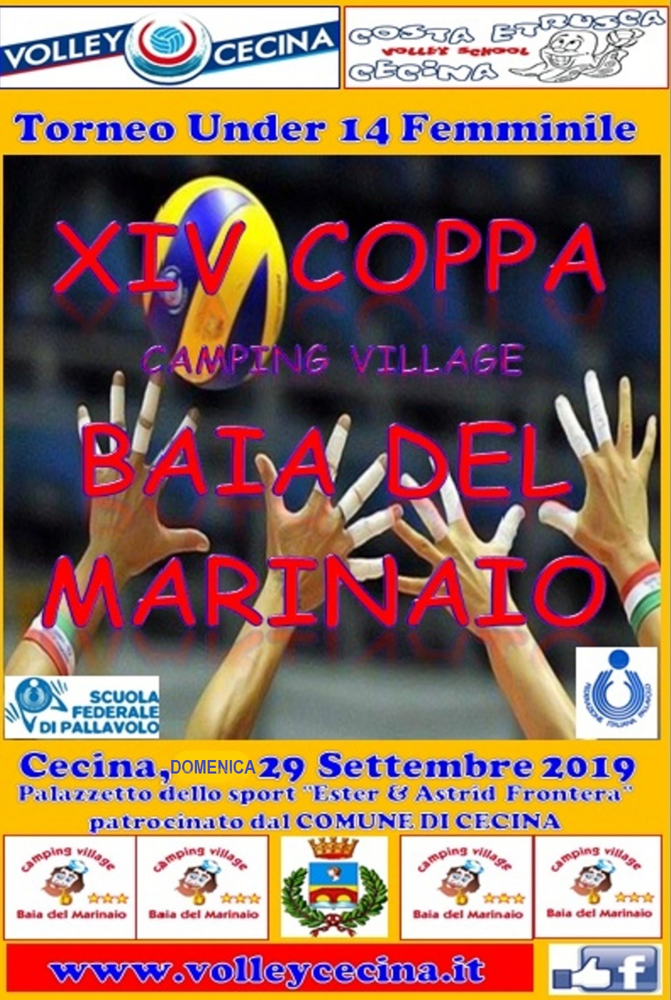 VOLLEY CECINA
COSTA ETRUSCA
VOLLEY SCHOOL
CECINA
Torneo Under 14 Femminile
XIV COPPA
CAMPING VILLAGE
BAIA DEL
MARINAIO
SCUOLA
FEDERALE
DI PALLAVOLO
FEDERAZIONE ITALIANA PALLAVOLO
Cecina, DOMENICA 29 Settembre 2019
Palazzetto dello sport "Ester & Astrid Frontera"
patrocinato dal COMUNE DI CECINA
camping village
Baia del Marinaio
camping village
Baia del Marinaio
camping village
Baia del Marinaio
camping village
Baia del Marinaio
www.volleycecina.it
f